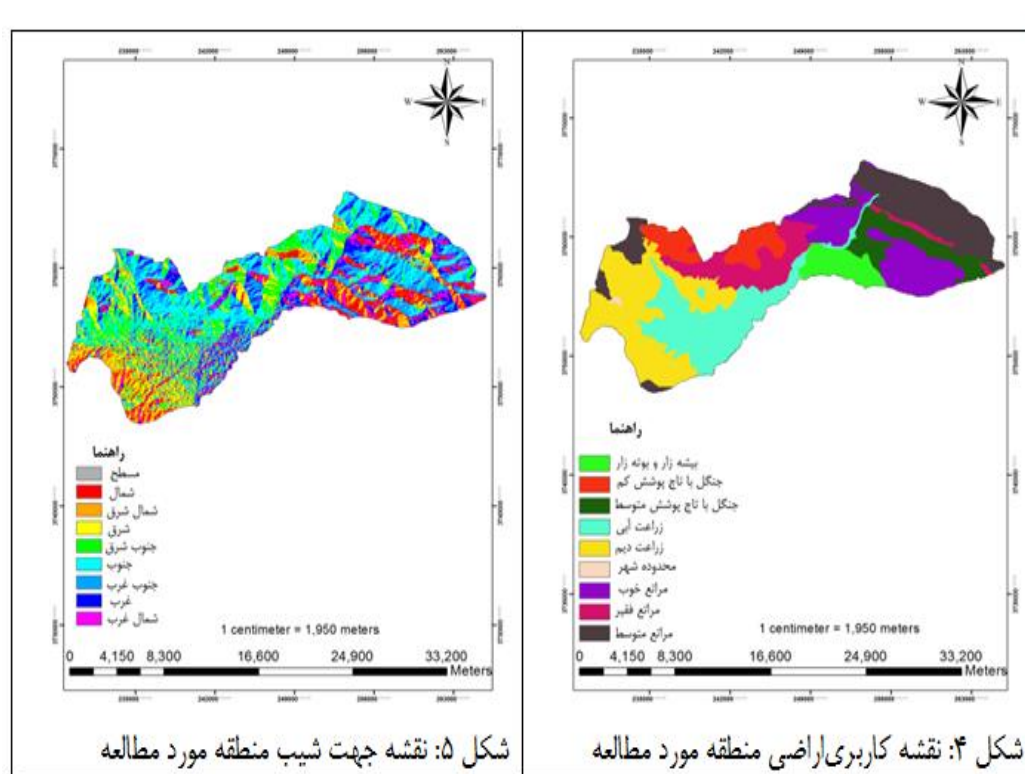 N
W E
S
راهنما
بیشه زار و بوته زار
جنگل با تاج پوشش کم
جنگل با تاج پوشش متوسط
زراعت آبی
زراعت دیم
محدوده شهر
مراتع خوب
مراتع فقیر
مراتع متوسط
1 centimeter = 1,950 meters
0 4,150 8,300 16,600 24,900 33,200
Meters
شکل ۴: نقشه کاربری‌اراضی منطقه مورد مطالعه
N
W E
S
راهنما
مسطح
شمال
شمال شرق
شرق
جنوب شرق
جنوب
جنوب غرب
غرب
شمال غرب
1 centimeter = 1,950 meters
0 4,150 8,300 16,600 24,900 33,200
Meters
شکل ۵: نقشه جهت شیب منطقه مورد مطالعه